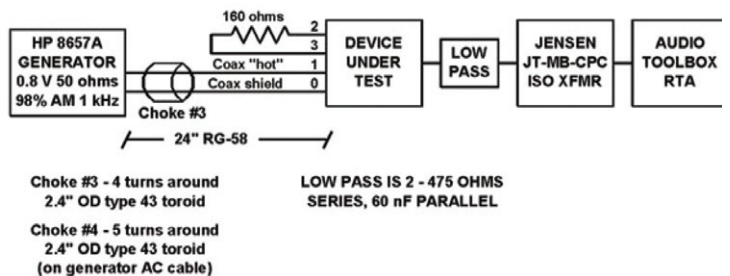 160 ohms
2
3
HP 8657A
GENERATOR
0.8 V 50 ohms
98% AM 1 kHz
Coax "hot"
1
Coax shield
0
Choke #3
DEVICE
UNDER
TEST
LOW
PASS
JENSEN
JT-MB-CPC
ISO XFMR
AUDIO
TOOLBOX
RTA
24" RG-58
Choke #3 - 4 turns around
2.4" OD type 43 toroid
Choke #4 - 5 turns around
2.4" OD type 43 toroid
(on generator AC cable)
LOW PASS IS 2 - 475 OHMS
SERIES, 60 nF PARALLEL